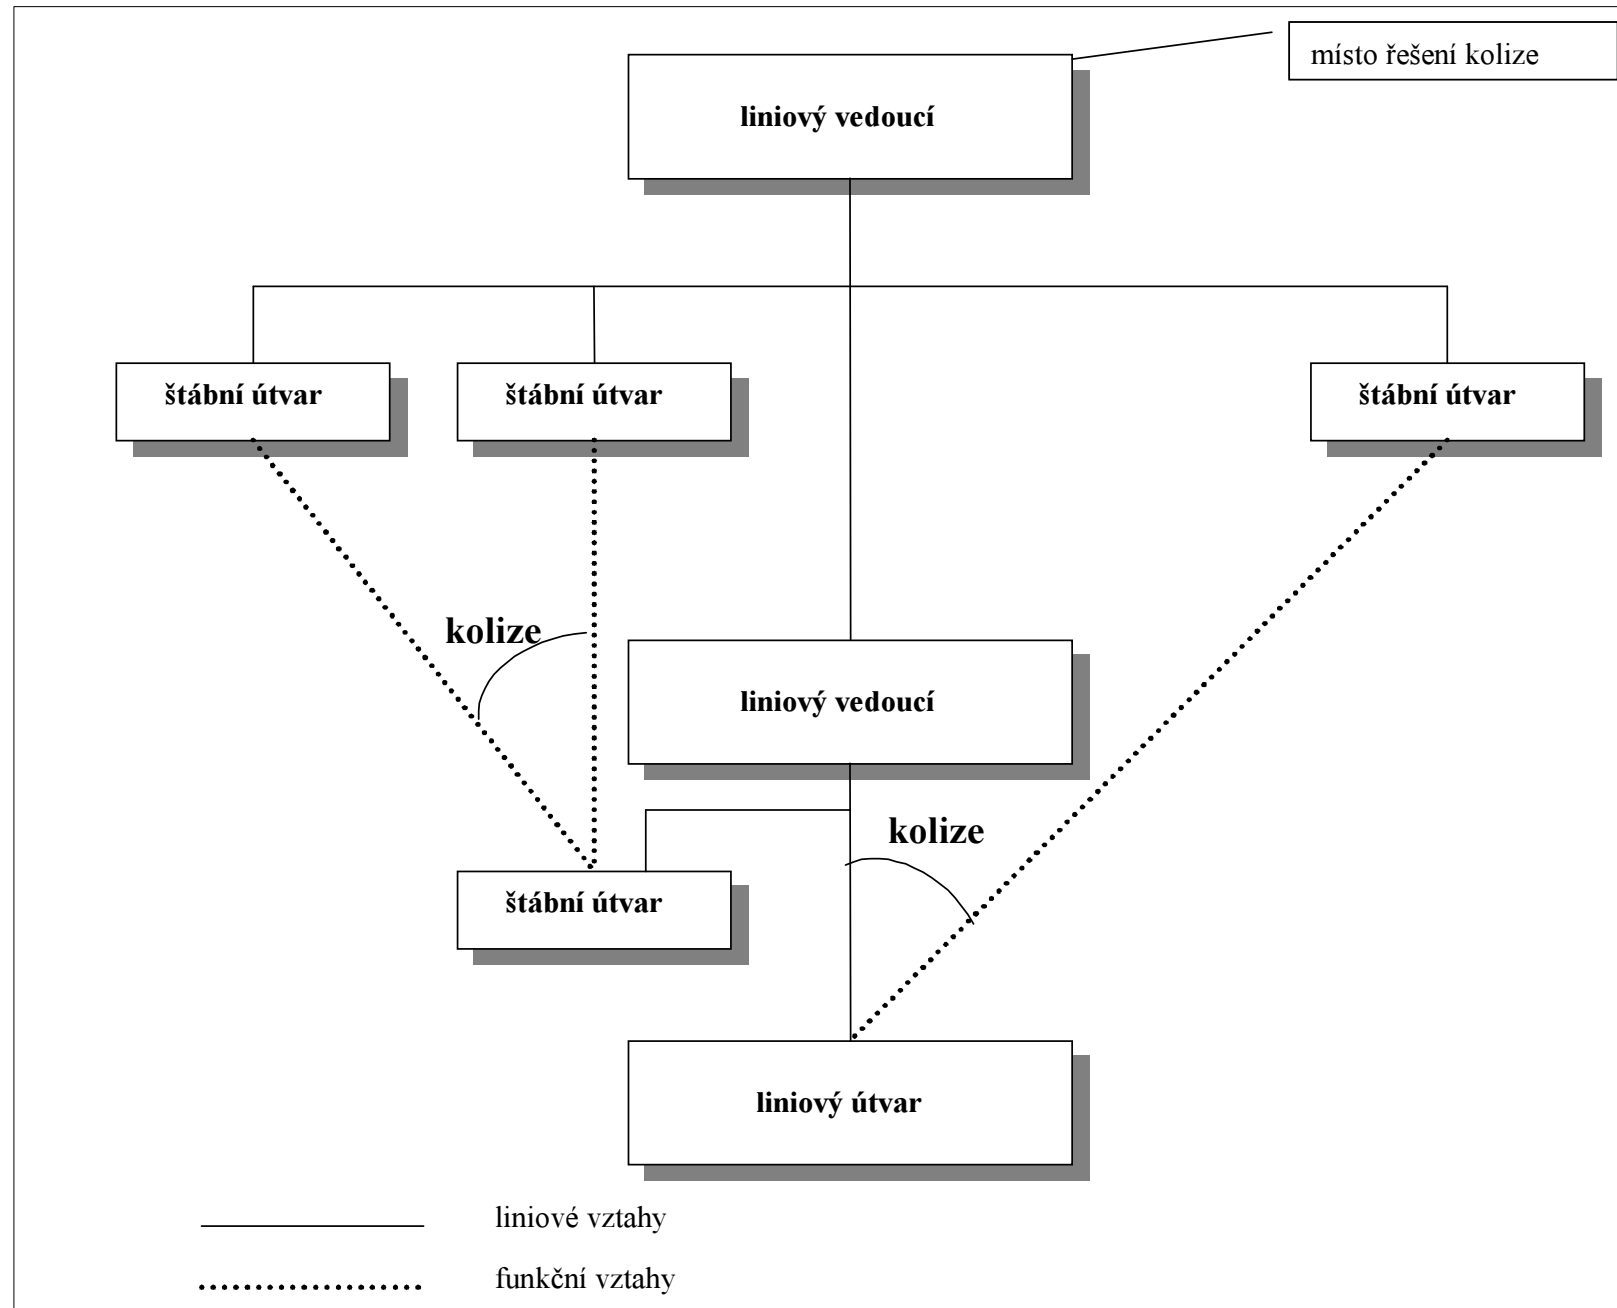 místo řešení kolize
liniový vedoucí
štábní útvar
štábní útvar
štábní útvar
kolize
liniový vedoucí
kolize
štábní útvar
liniový útvar
liniové vztahy
funkční vztahy